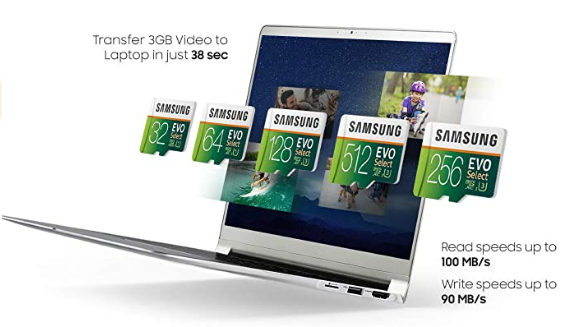 Transfer 3GB Video to
Laptop in just 38 sec
SAMSUNG
32 EVO
Select
SAMSUNG
64 EVO
Select
SAMSUNG
128 EVO
Select
SAMSUNG
512 EVO
Select
SAMSUNG
256 EVO
Select
Read speeds up to
100 MB/s
Write speeds up to
90 MB/s